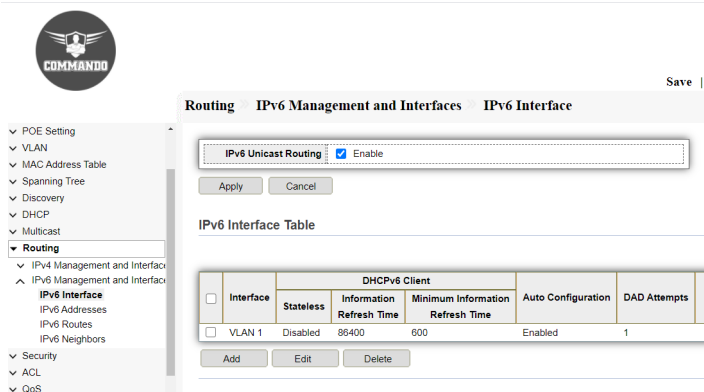 COMMANDO
Save |
Routing » IPv6 Management and Interfaces » IPv6 Interface
POE Setting
VLAN
MAC Address Table
Spanning Tree
Discovery
DHCP
Multicast
Routing
IPv4 Management and Interface
IPv6 Management and Interface
IPv6 Interface
IPv6 Addresses
IPv6 Routes
IPv6 Neighbors
Security
ACL
QoS
IPv6 Unicast Routing Enable
Apply Cancel
IPv6 Interface Table
DHCPv6 Client
Interface Stateless Information Refresh Time Minimum Information Refresh Time Auto Configuration DAD Attempts
VLAN 1 Disabled 86400 600 Enabled 1
Add Edit Delete